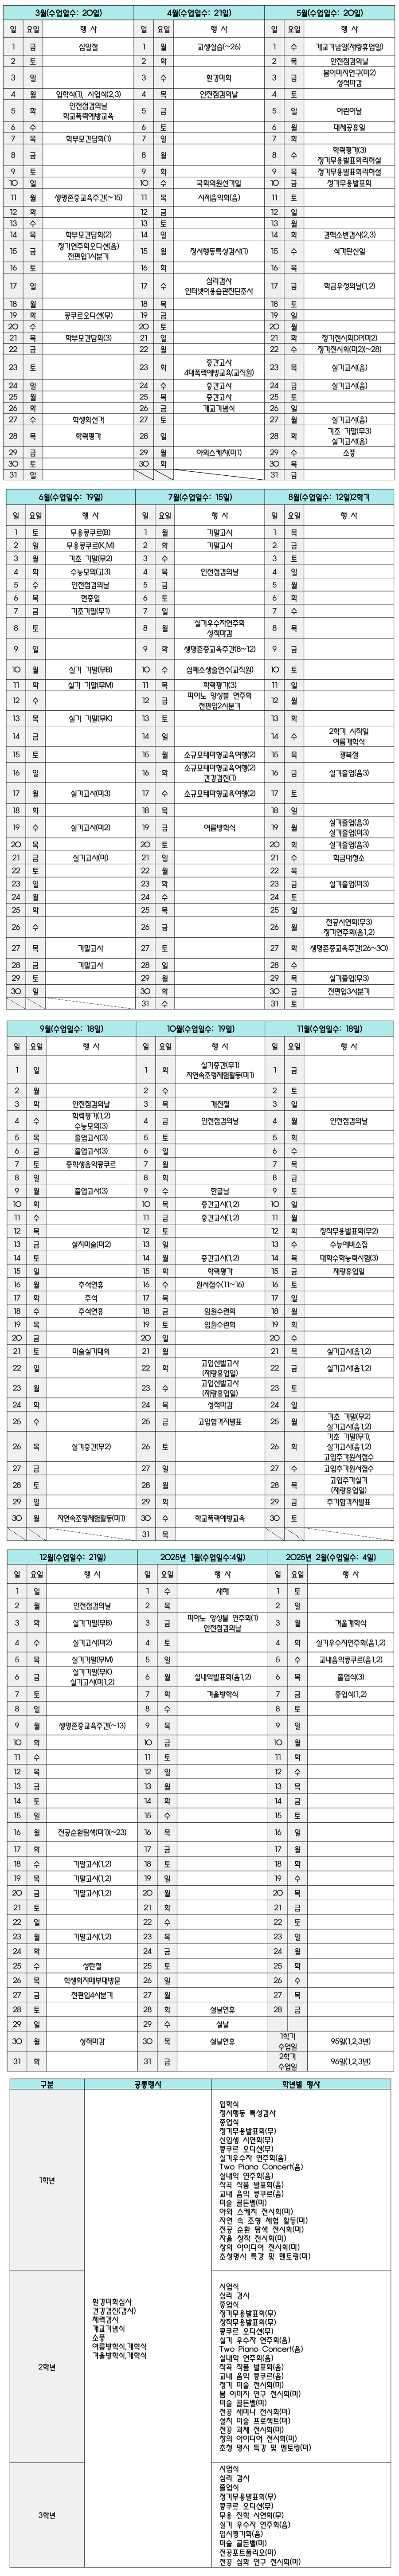 3월(수업일수: 20일) 4월(수업일수: 21일) 5월(수업일수: 20일)
일 요일 행 사 일 요일 행 사 일 요일 행 사
1 금 삼일절 1 월 교생실습(~26) 1 수 개교기념일(재량휴업일)
2 토 2 화 2 목 안전점검의날
3 일 3 수 환경미화 3 금 봄이미지연구(미2)
성적마감
4 월 입학식(1), 시업식(2,3) 4 목 안전점검의날 4 토
5 화 안전점검의날 5 금 5 일 어린이날
학교폭력예방교육
6 수 6 토 6 월 대체공휴일
7 목 학부모간담회(1) 7 일 7 화
8 금 8 월 8 수 학력평가(3)
정기무용발표회리허설
9 토 9 화 9 목 정기무용발표회리허설
10 일 10 수 국회의원선거일 10 금 정기무용발표회
11 월 생명존중교육주간(~15) 11 목 사제음악회(음) 11 토
12 화 12 금 12 일
13 수 13 토 13 월
14 목 학부모간담회(2) 14 일 14 화 결핵소변검사(2,3)
15 금 정기연주회오디션(음) 15 월 정서행동특성검사(1) 15 수 석가탄신일
전편입1사분기
16 토 16 화 16 목
17 일 17 수 심리검사 17 금 학급우정의날(1,2)
인터넷이용습관진단조사
18 월 18 목 18 토
19 화 콩쿠르오디션(무) 19 금 19 일
20 수 20 토 20 월
21 목 학부모간담회(3) 21 일 21 화 정기전시회DP(미2)
22 금 22 월 22 수 정기전시회(미2)(~28)
23 토 23 화 중간고사 23 목 실기고사(음)
4대폭력예방교육(교직원)
24 일 24 수 중간고사 24 금 실기고사(음)
25 월 25 목 중간고사 25 토
26 화 26 금 개교기념식 26 일
27 수 학생회선거 27 토 27 월 실기고사(음)
28 목 학력평가 28 일 28 화 기초 기말(무3)
실기고사(음)
29 금 29 월 야외스케치(미1) 29 수 소풍
30 토 30 화 30 목
31 일 31 금
6월(수업일수: 19일) 7월(수업일수: 15일) 8월(수업일수: 12일)2학기
일 요일 행 사 일 요일 행 사 일 요일 행 사
1 토 무용콩쿠르(B) 1 월 기말고사 1 목
2 일 무용콩쿠르(K,M) 2 화 기말고사 2 금
3 월 기초 기말(무2) 3 수 3 토
4 화 수능모의(고3) 4 목 안전점검의날 4 일
5 수 안전점검의날 5 금 5 월
6 목 현충일 6 토 6 화
7 금 기초기말(무1) 7 일 7 수
8 토 8 월 실기우수자연주회 8 목
성적마감
9 일 9 화 생명존중교육주간(8~12) 9 금
10 월 실기 기말(무B) 10 수 심폐소생술연수(교직원) 10 토
11 화 실기 기말(무M) 11 목 학력평가(3) 11 일
12 수 12 금 피아노 앙상블 연주회 12 월
전편입2사분기
13 목 실기 기말(무K) 13 토 13 화
14 금 14 일 14 수 2학기 시작일
여름개학식
15 토 15 월 소규모테마형교육여행(2) 15 목 광복절
16 일 16 화 소규모테마형교육여행(2) 16 금 실기졸업(음3)
건강검진(1)
17 월 실기고사(미3) 17 수 소규모테마형교육여행(2) 17 토
18 화 18 목 18 일
19 수 실기고사(미2) 19 금 여름방학식 19 월 실기졸업(음3)
실기졸업(미3)
20 목 20 토 20 화 실기졸업(음3)
21 금 실기고사(미) 21 일 21 수 학급대청소
22 토 22 월 22 목
23 일 23 화 23 금 실기졸업(미3)
24 월 24 수 24 토
25 화 25 목 25 일
26 수 26 금 26 월 전공시연회(무3)
정기연주회(음1,2)
27 목 기말고사 27 토 27 화 생명존중교육주간(26~30)
28 금 기말고사 28 일 28 수
29 토 29 월 29 목 실기졸업(무3)
30 일 30 화 30 금 전편입3사분기
31 수 31 토
9월(수업일수: 18일) 10월(수업일수: 19일) 11월(수업일수: 18일)
일 요일 행 사 일 요일 행 사 일 요일 행 사
1 일 1 화 실기중간(무1) 1 금
자연속조형체험활동(미1)
2 월 2 수 2 토
3 화 안전점검의날 3 목 개천절 3 일
4 수 학력평가(1,2) 4 금 안전점검의날 4 월 안전점검의날
수능모의(3)
5 목 졸업고사(3) 5 토 5 화
6 금 졸업고사(3) 6 일 6 수
7 토 중학생음악콩쿠르 7 월 7 목
8 일 8 화 8 금
9 월 졸업고사(3) 9 수 한글날 9 토
10 화 10 목 중간고사(1,2) 10 일
11 수 11 금 중간고사(1,2) 11 월
12 목 12 토 12 화 창작무용발표회(무2)
13 금 설치미술(미2) 13 일 13 수 수능예비소집
14 토 14 월 중간고사(1,2) 14 목 대학수학능력시험(3)
15 일 15 화 학력평가 15 금 재량휴업일
16 월 추석연휴 16 수 원서접수(11~16) 16 토
17 화 추석 17 목 17 일
18 수 추석연휴 18 금 임원수련회 18 월
19 목 19 토 임원수련회 19 화
20 금 20 일 20 수
21 토 미술실기대회 21 월 21 목 실기고사(음1,2)
22 일 22 화 고입선발고사 22 금 실기고사(음1,2)
(재량휴업일)
23 월 23 수 고입선발고사 23 토
(재량휴업일)
24 화 24 목 성적마감 24 일
25 수 25 금 고입합격자발표 25 월 기초 기말(무2)
실기고사(음1,2)
26 목 실기중간(무2) 26 토 26 화 기초 기말(무1),
실기고사(음1,2)
고입추가원서접수
27 금 27 일 27 수 고입추가원서접수
28 토 28 월 28 목 고입추가실기
(재량휴업일)
29 일 29 화 29 금 추가합격자발표
30 월 자연속조형체험활동(미1) 30 수 학교폭력예방교육 30 토
31 목
12월(수업일수: 21일) 2025년 1월(수업일수:4일) 2025년 2월(수업일수: 4일)
일 요일 행 사 일 요일 행 사 일 요일 행 사
1 일 1 수 새해 1 토
2 월 안전점검의날 2 목 2 일
3 화 실기기말(무B) 3 금 피아노 앙상블 연주회(1) 3 월 겨울개학식
안전점검의날
4 수 실기고사(미2) 4 토 4 화 실기우수자연주회(음1,2)
5 목 실기기말(무M) 5 일 5 수 교내음악콩쿠르(음1,2)
6 금 실기기말(무K) 6 월 실내악발표회(음1,2) 6 목 졸업식(3)
실기고사(미1,2)
7 토 7 화 겨울방학식 7 금 종업식(1,2)
8 일 8 수 8 토
9 월 생명존중교육주간(~13) 9 목 9 일
10 화 10 금 10 월
11 수 11 토 11 화
12 목 12 일 12 수
13 금 13 월 13 목
14 토 14 화 14 금
15 일 15 수 15 토
16 월 전공순환탐색(미1)(~23) 16 목 16 일
17 화 17 금 17 월
18 수 기말고사(1,2) 18 토 18 화
19 목 기말고사(1,2) 19 일 19 수
20 금 기말고사(1,2) 20 월 20 목
21 토 21 화 21 금
22 일 22 수 22 토
23 월 기말고사(1,2) 23 목 23 일
24 화 24 금 24 월
25 수 성탄절 25 토 25 화
26 목 학생회자매부대방문 26 일 26 수
27 금 전편입4사분기 27 월 27 목
28 토 28 화 설날연휴 28 금
29 일 29 수 설날
30 월 성적마감 30 목 설날연휴 1학기 95일(1,2,3년)
수업일
31 화 31 금 2학기 96일(1,2,3년)
수업일
구분 공통행사 학년별 행사
1학년
환경미화심사
건강검진(검사)
체력검사
개교기념식
소풍
여름방학식,개학식
겨울방학식,개학식
입학식
정서행동 특성검사
종업식
정기무용발표회(무)
신입생 시연회(무)
콩쿠르 오디션(무)
실기우수자 연주회(음)
Two Piano Concert(음)
실내악 연주회(음)
작곡 작품 발표회(음)
교내 음악 콩쿠르(음)
미술 골든벨(미)
야외 스케치 전시회(미)
자연 속 조형 체험 활동(미)
전공 순환 탐색 전시회(미)
자율 창작 전시회(미)
창의 아이디어 전시회(미)
초청명사 특강 및 멘토링(미)
2학년
시업식
심리 검사
종업식
정기무용발표회(무)
창작무용발표회(무)
콩쿠르 오디션(무)
실기 우수자 연주회(음)
Two Piano Concert(음)
실내악 연주회(음)
작곡 작품 발표회(음)
교내 음악 콩쿠르(음)
정기 미술 전시회(미)
봄 이미지 연구 전시회(미)
미술 골든벨(미)
전공 세미나 전시회(미)
설치 미술 프로젝트(미)
전공 과제 전시회(미)
창의 아이디어 전시회(미)
초청 명사 특강 및 멘토링(미)
3학년
시업식
심리 검사
졸업식
정기무용발표회(무)
콩쿠르 오디션(무)
무용 진학 시연회(무)
실기 우수자 연주회(음)
입시평가회(음)
미술 골든벨(미)
전공포트폴리오(미)
전공 심화 연구 전시회(미)